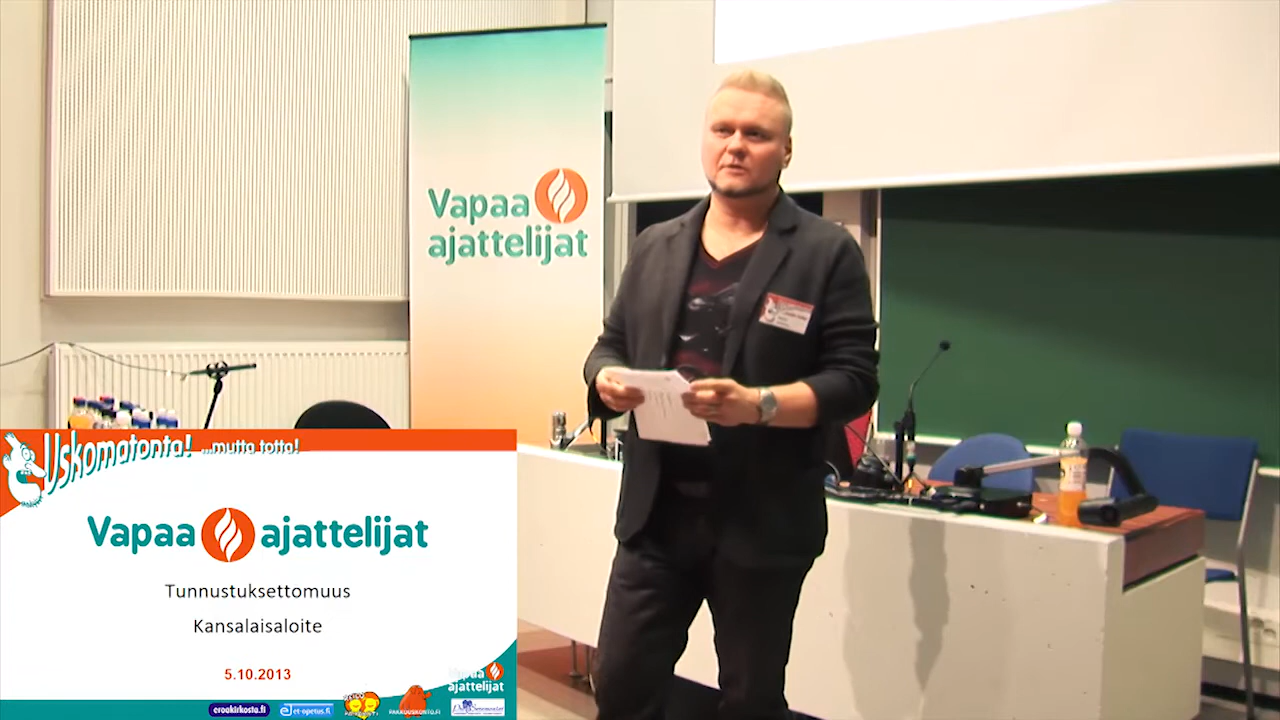 Vapaa
ajattelijat
Uskomatonta! ...mutta totta!
Vapaa ajattelijat
Tunnustuksettomuus
Kansalaisaloite
5.10.2013
Vapaa
ajattelijat
eroakirkosta.fi
et-opetus.fi
pakkouskonto.fi